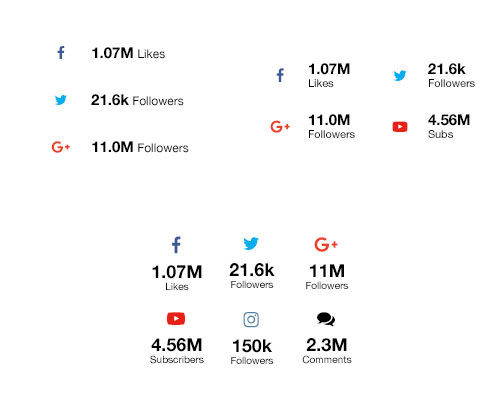 1.07M Likes
21.6k Followers
11.0M Followers
1.07M
Likes
21.6k
Followers
11.0M
Followers
4.56M
Subs
1.07M
Likes
21.6k
Followers
11M
Followers
4.56M
Subscribers
150k
Followers
2.3M
Comments